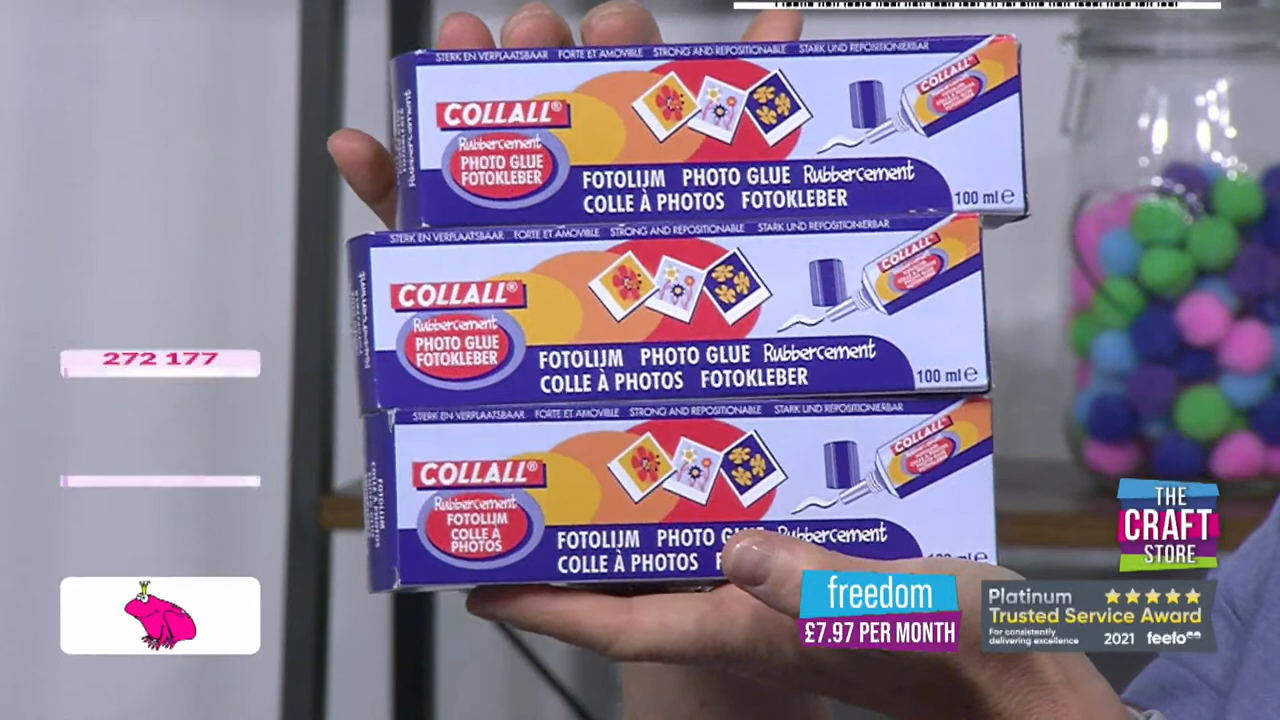 STERK EN VERPLAATSBAAR FORTE ET AMOVIBLE STRONG AND REPOSITIONABLE STARK UND REPOSITIONIERBAR
COLLALL®
COLLALL®
Rubbercement
PHOTO GLUE
FOTOKLEBER
Rubbercement
FOTOLIJM PHOTO GLUE Rubbercement
COLLE À PHOTOS FOTOKLEBER
100 ml e
STERK EN VERPLAATSBAAR FORTE ET AMOVIBLE STRONG AND REPOSITIONABLE STARK UND REPOSITIONIERBAR
COLLALL®
COLLALL®
Rubbercement
PHOTO GLUE
FOTOKLEBER
FOTOLIJM PHOTO GLUE Rubbercement
COLLE À PHOTOS FOTOKLEBER
100 ml e
272 177
STERK EN VERPLAATSBAAR FORTE ET AMOVIBLE STRONG AND REPOSITIONABLE STARK UND REPOSITIONIERBAR
COLLALL®
COLLALL®
Rubbercement
FOTOLIJM
COLLE À
PHOTOS
FOTOLIJM PHOTO Rubbercement
COLLE À PHOTOS
THE
CRAFT
STORE
freedom
£7.97 PER MONTH
Platinum
Trusted Service Award
For consistently
delivering excellence
2021 feefo